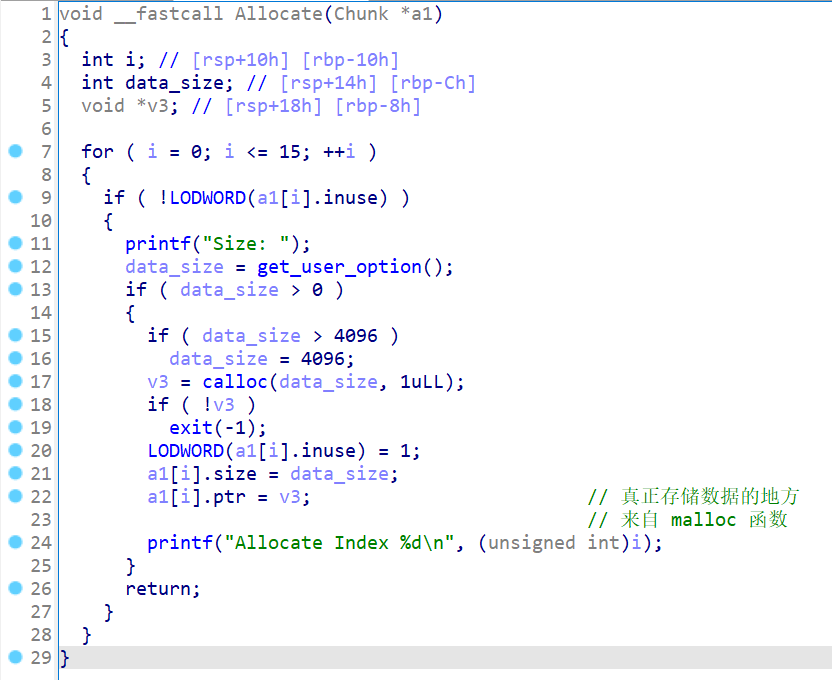 1 void __fastcall Allocate(Chunk *a1)
2 {
3   int i; // [rsp+10h] [rbp-10h]
4   int data_size; // [rsp+14h] [rbp-Ch]
5   void *v3; // [rsp+18h] [rbp-8h]
6
7   for ( i = 0; i <= 15; ++i )
8   {
9     if ( !LODWORD(a1[i].inuse) )
10     {
11       printf("Size: ");
12       data_size = get_user_option();
13       if ( data_size > 0 )
14       {
15         if ( data_size > 4096 )
16           data_size = 4096;
17         v3 = calloc(data_size, 1uLL);
18         if ( !v3 )
19           exit(-1);
20         LODWORD(a1[i].inuse) = 1;
21         a1[i].size = data_size;
22         a1[i].ptr = v3;                         // 真正存储数据的地方
23                                                 // 来自 malloc 函数
24         printf("Allocate Index %d\n", (unsigned int)i);
25       }
26       return;
27     }
28   }
29 }